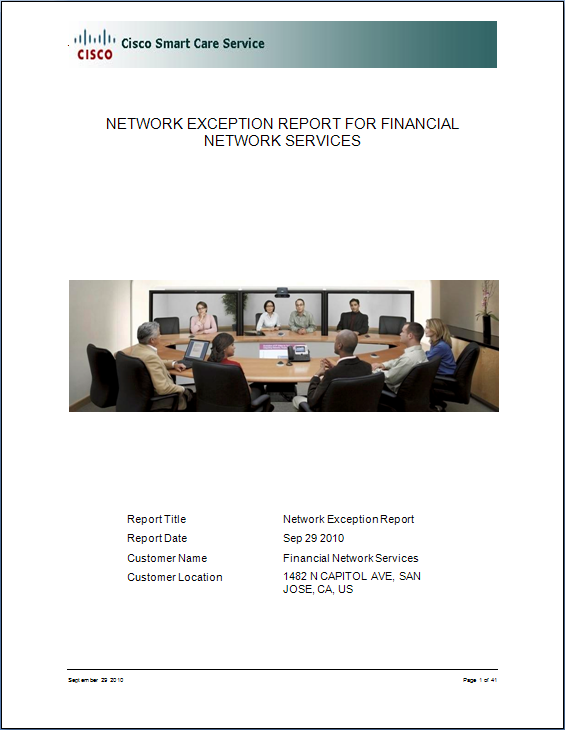 CISCO
Cisco Smart Care Service
NETWORK EXCEPTION REPORT FOR FINANCIAL
NETWORK SERVICES
Report Title Network Exception Report
Report Date Sep 29 2010
Customer Name Financial Network Services
Customer Location 1482 N CAPITOL AVE, SAN
JOSE, CA, US
September 29 2010 Page 1 of 41